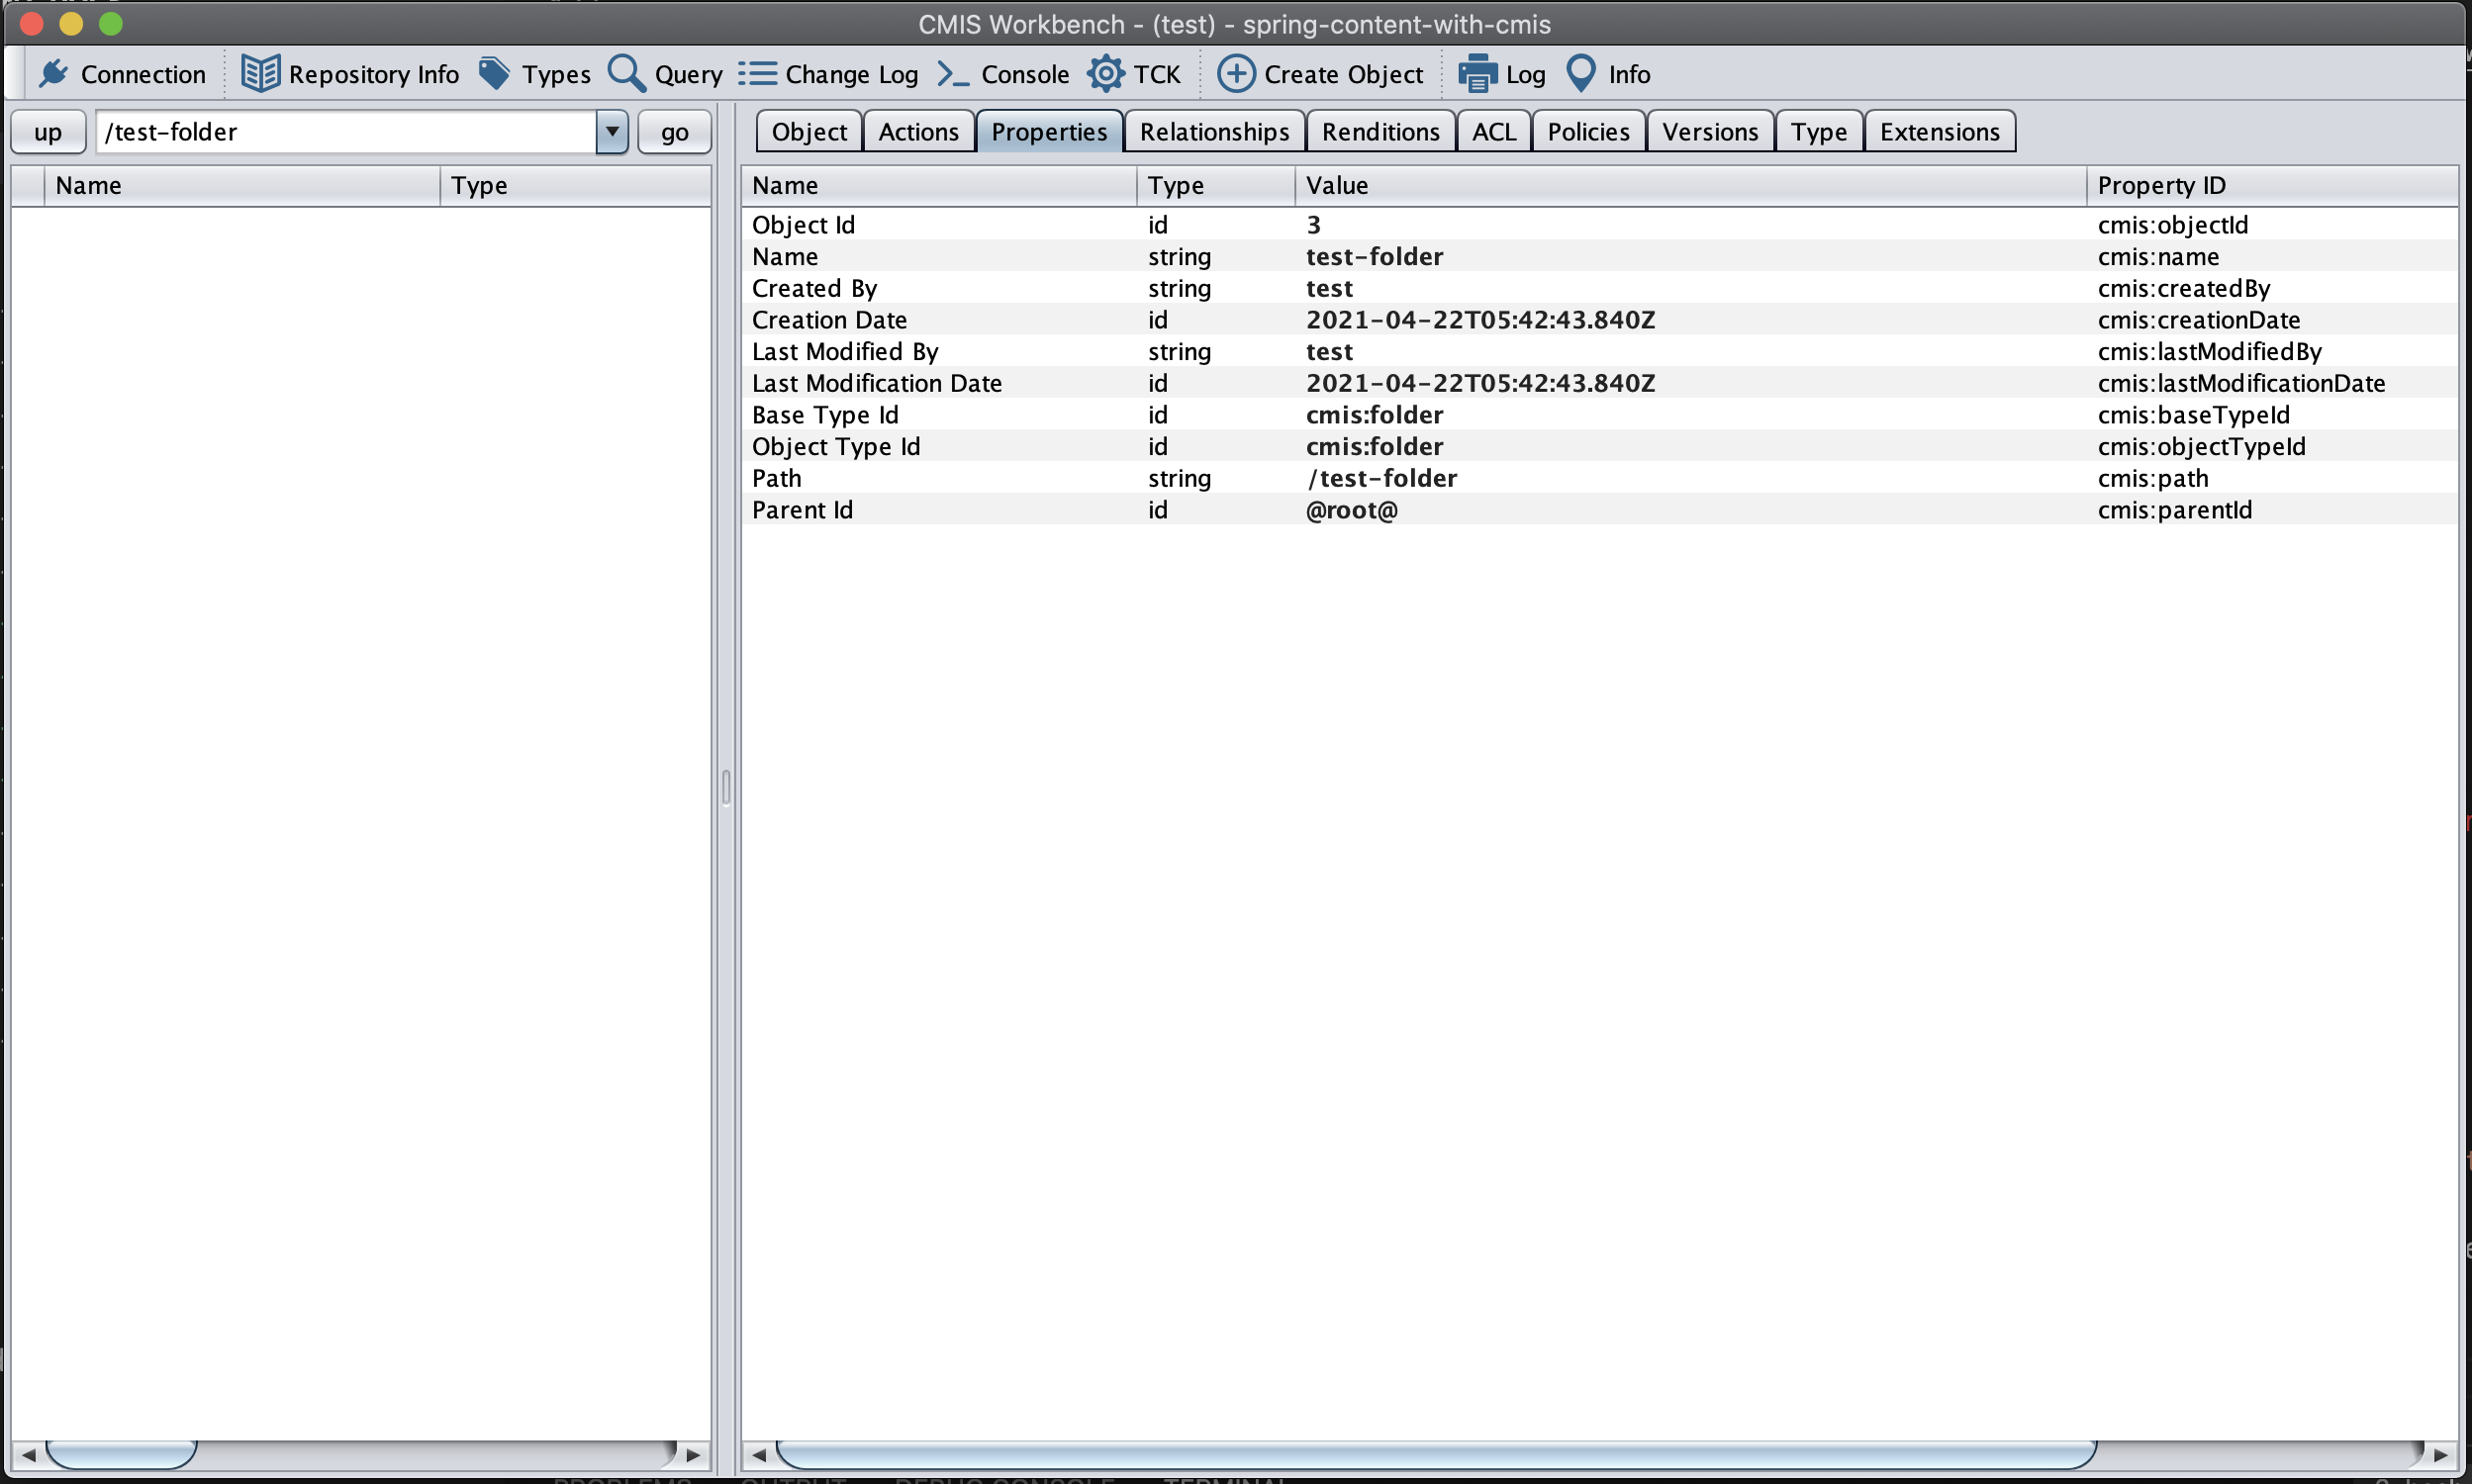 CMIS Workbench - (test) - spring-content-with-cmis
Connection Repository Info Types Query Change Log Console TCK Create Object Log Info
up /test-folder go
Object Actions Properties Relationships Renditions ACL Policies Versions Type Extensions
Name Type
Name Type Value Property ID
Object Id id 3 cmis:objectId
Name string test-folder cmis:name
Created By string test cmis:createdBy
Creation Date id 2021-04-22T05:42:43.840Z cmis:creationDate
Last Modified By string test cmis:lastModifiedBy
Last Modification Date id 2021-04-22T05:42:43.840Z cmis:lastModificationDate
Base Type Id id cmis:folder cmis:baseTypeId
Object Type Id id cmis:folder cmis:objectTypeId
Path string /test-folder cmis:path
Parent Id id @root@ cmis:parentId
PROBLEMS OUTPUT DEBUG CONSOLE TERMINAL